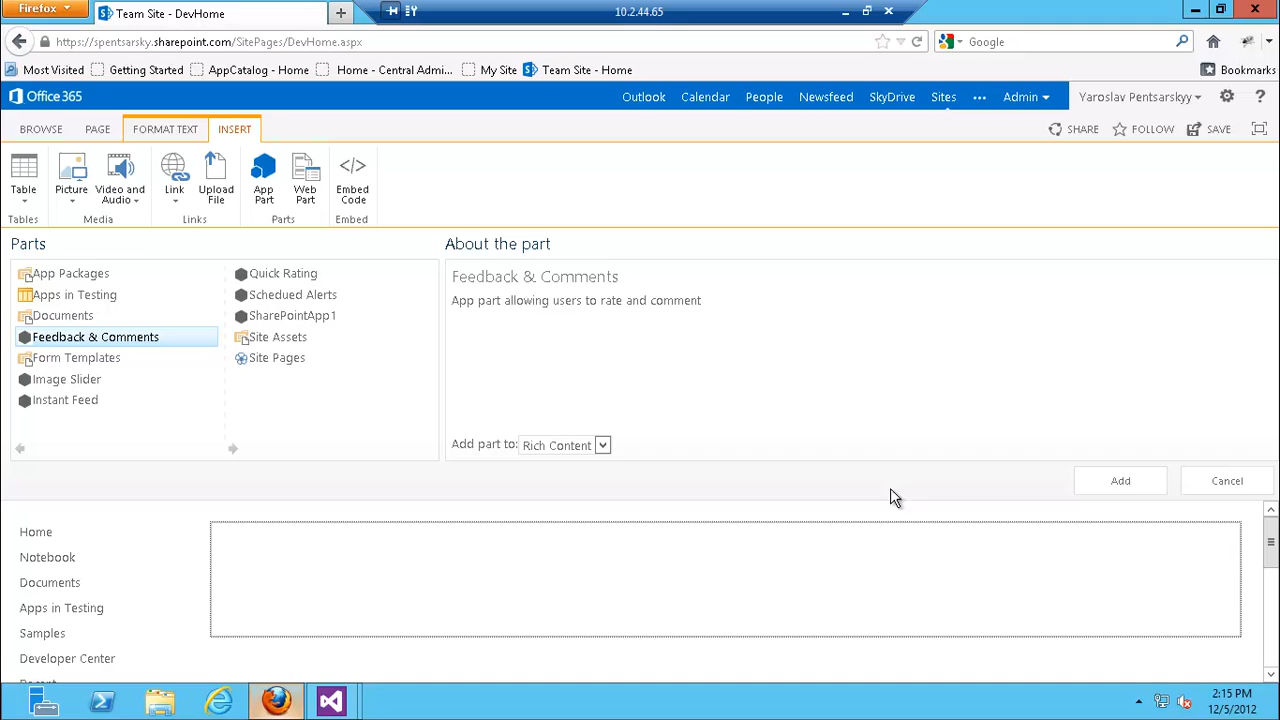 Firefox
Team Site - DevHome
10.2.44.65
https://spentsarsky.sharepoint.com/SitePages/DevHome.aspx
Google
Most Visited
Getting Started
AppCatalog - Home
Home - Central Admi...
My Site
Team Site - Home
Bookmarks
Office 365
Outlook
Calendar
People
Newsfeed
SkyDrive
Sites
Admin
Yaroslav Pentsarskyy
BROWSE
PAGE
FORMAT TEXT
INSERT
SHARE
FOLLOW
SAVE
Table
Picture
Video and
Audio
Link
Upload
File
App
Part
Web
Part
Embed
Code
Tables
Media
Links
Parts
Embed
Parts
App Packages
Apps in Testing
Documents
Feedback & Comments
Form Templates
Image Slider
Instant Feed
Quick Rating
Schedued Alerts
SharePointApp1
Site Assets
Site Pages
About the part
Feedback & Comments
App part allowing users to rate and comment
Add part to:
Rich Content
Add
Cancel
Home
Notebook
Documents
Apps in Testing
Samples
Developer Center
2:15 PM
12/5/2012